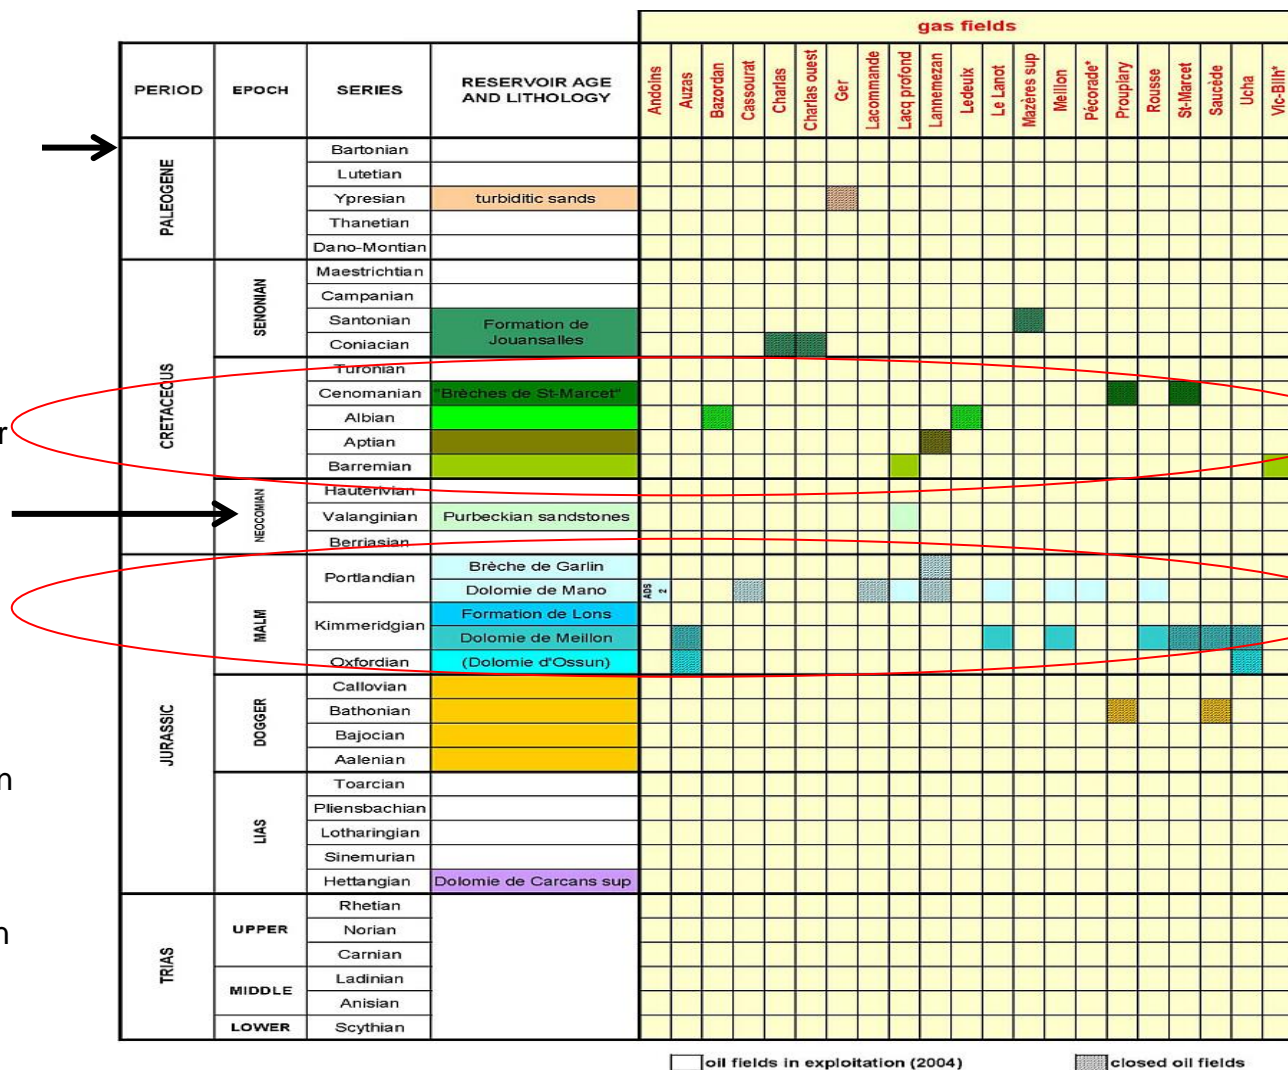 gas fields
PERIOD EPOCH SERIES RESERVOIR AGE AND LITHOLOGY
Andoins
Auzas
Bazordan
Cassourat
Charlas
Charlas ouest
Ger
Lacommande
Lacq profond
Lannemezan
Ledeuix
Le Lanot
Mazères sup
Meillon
Pécorade*
Prouplary
Rousse
St-Marcet
Saucède
Ucha
Vic-Bilh*
PALEOGENE
Bartonian
Lutetian
Ypresian turbiditic sands
Thanetian
Dano-Montian
CRETACEOUS
SENONIAN
Maestrichtian
Campanian
Santonian
Formation de Jouansalles
Coniacian
Turonian
Cenomanian "Brèches de St-Marcet"
Albian
r
Aptian
Barremian
NEOCOMIAN
Hauterivian
Valanginian Purbeckian sandstones
Berriasian
JURASSIC
MALM
Portlandian
Brèche de Garlin
Dolomie de Mano ADS 2
Kimmeridgian
Formation de Lons
Dolomie de Meillon
Oxfordian (Dolomie d'Ossun)
DOGGER
Callovian
Bathonian
Bajocian
Aalenian
LIAS
Toarcian
Pliensbachian
Lotharingian
Sinemurian
Hettangian Dolomie de Carcans sup
TRIAS
UPPER
Rhetian
Norian
Carnian
MIDDLE
Ladinian
Anisian
LOWER Scythian
oil fields in exploitation (2004) closed oil fields